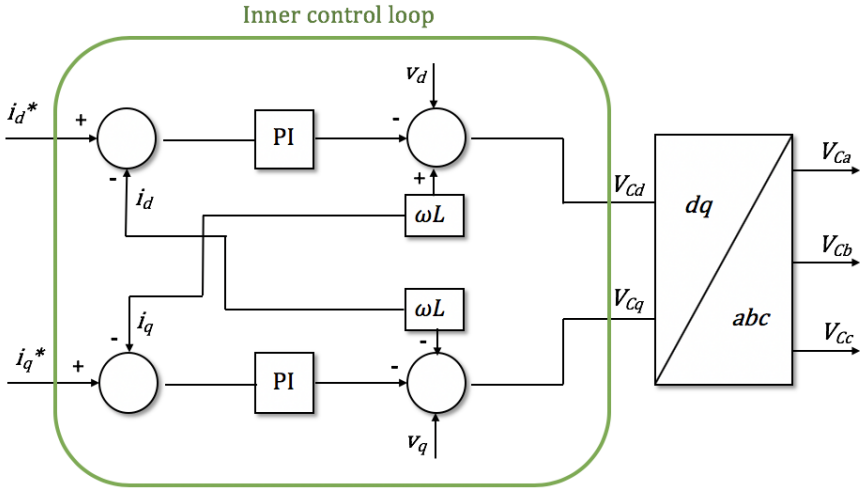 Inner control loop
v_d
i_d*
+
PI
-
-
i_d
+
ωL
V_Cd
dq
V_Ca
V_Cb
ωL
V_Cq
abc
i_q
-
-
V_Cc
i_q*
+
PI
-
v_q